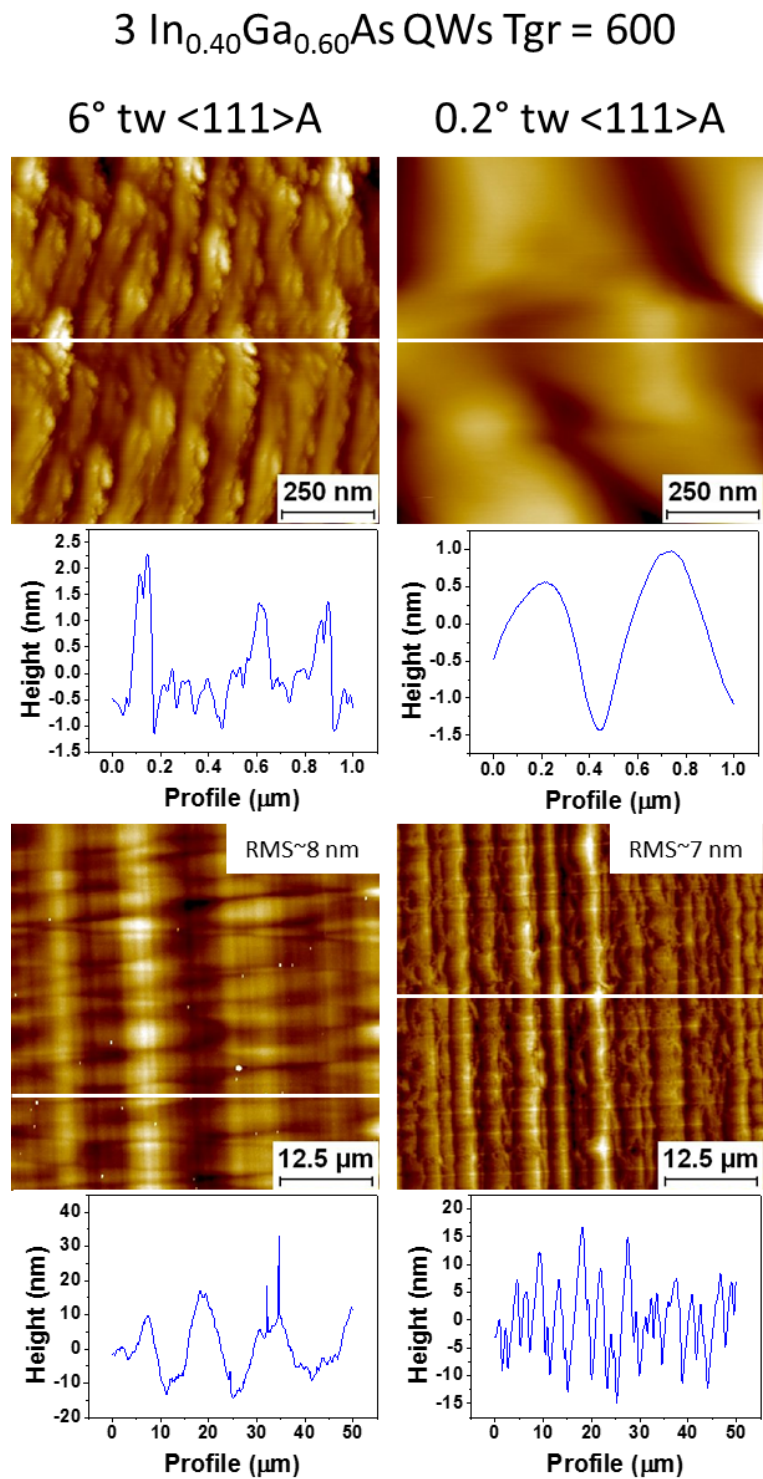 3 In0.40Ga0.60As QWs Tgr = 600
6° tw <111>A
0.2° tw <111>A
250 nm
250 nm
Height (nm)
2.5
2.0
1.5
1.0
0.5
0.0
-0.5
-1.0
-1.5
0.0 0.2 0.4 0.6 0.8 1.0
Profile (µm)
Height (nm)
1.0
0.5
0.0
-0.5
-1.0
-1.5
0.0 0.2 0.4 0.6 0.8 1.0
Profile (µm)
RMS~8 nm
12.5 µm
RMS~7 nm
12.5 µm
Height (nm)
40
30
20
10
0
-10
-20
0 10 20 30 40 50
Profile (µm)
Height (nm)
20
15
10
5
0
-5
-10
-15
0 10 20 30 40 50
Profile (µm)